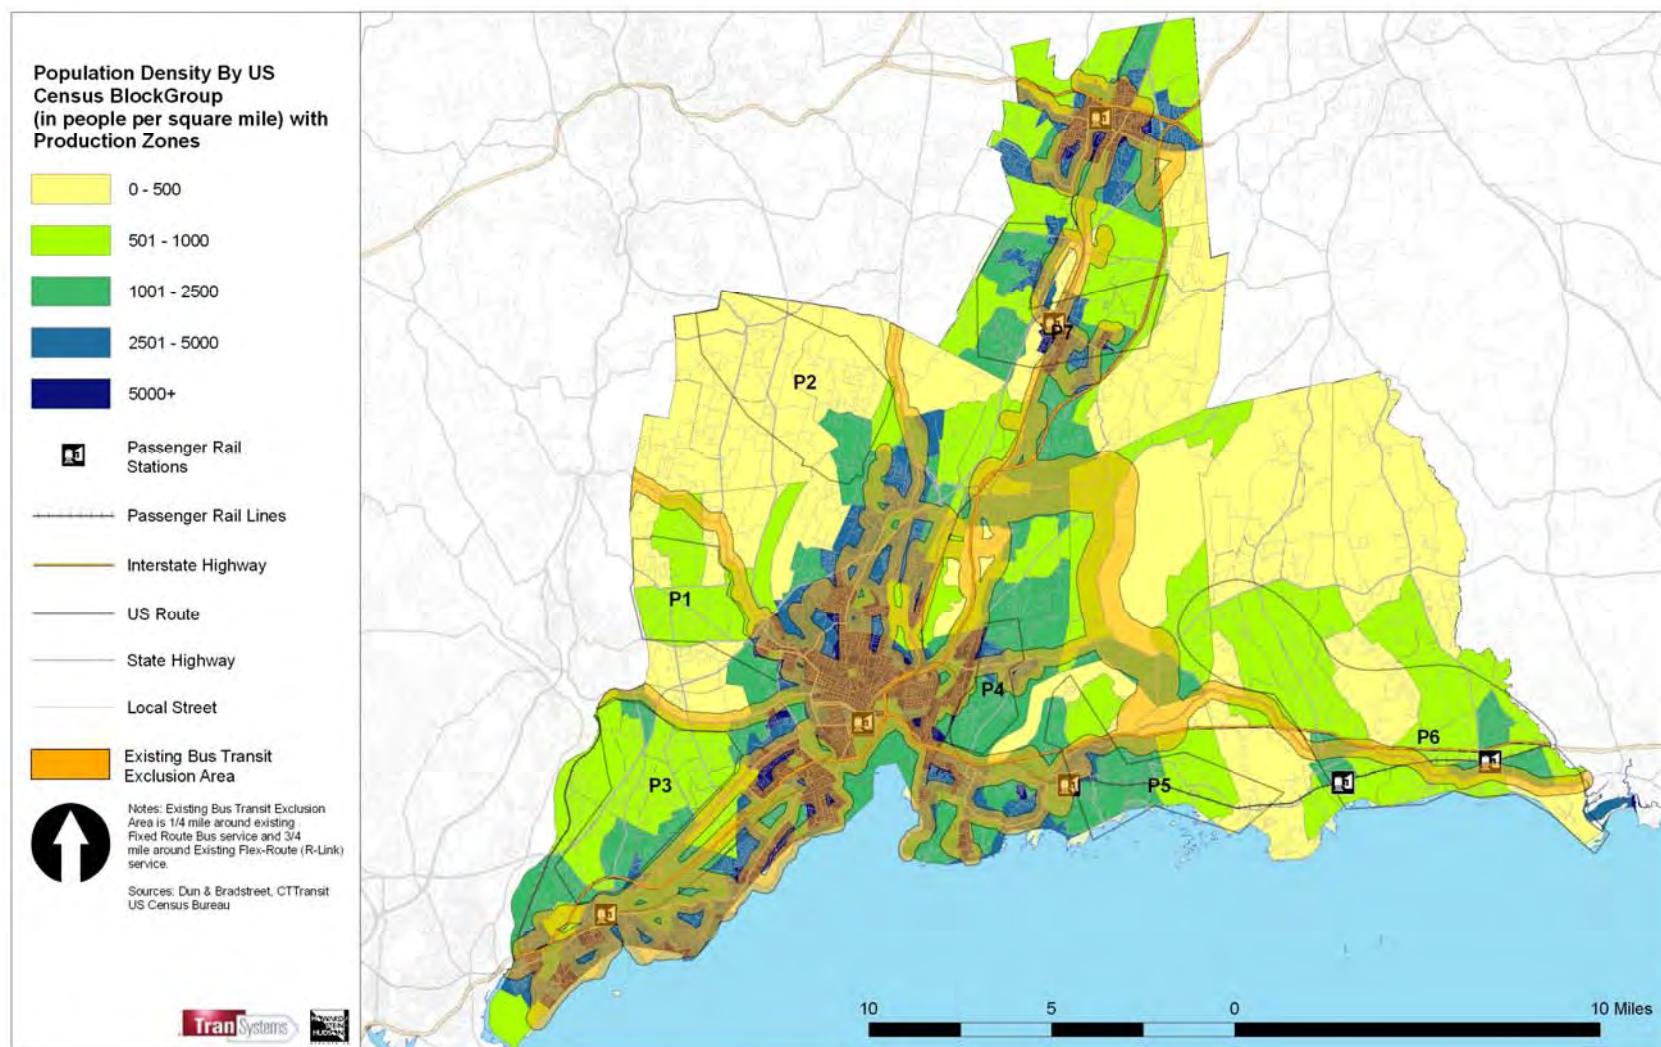 Population Density By US
Census BlockGroup
(in people per square mile) with
Production Zones
0 - 500
501 - 1000
1001 - 2500
2501 - 5000
5000+
Passenger Rail
Stations
Passenger Rail Lines
Interstate Highway
US Route
State Highway
Local Street
Existing Bus Transit
Exclusion Area
Notes: Existing Bus Transit Exclusion
Area is 1/4 mile around existing
Fixed Route Bus service and 3/4
mile around Existing Flex-Route (R-Link)
service.
Sources: Dun & Bradstreet, CTTransit
US Census Bureau
TranSystems
HOWARD/
STEIN
HUDSON
P7
P2
P1
P4
P6
P3
P5
10 5 0 10 Miles